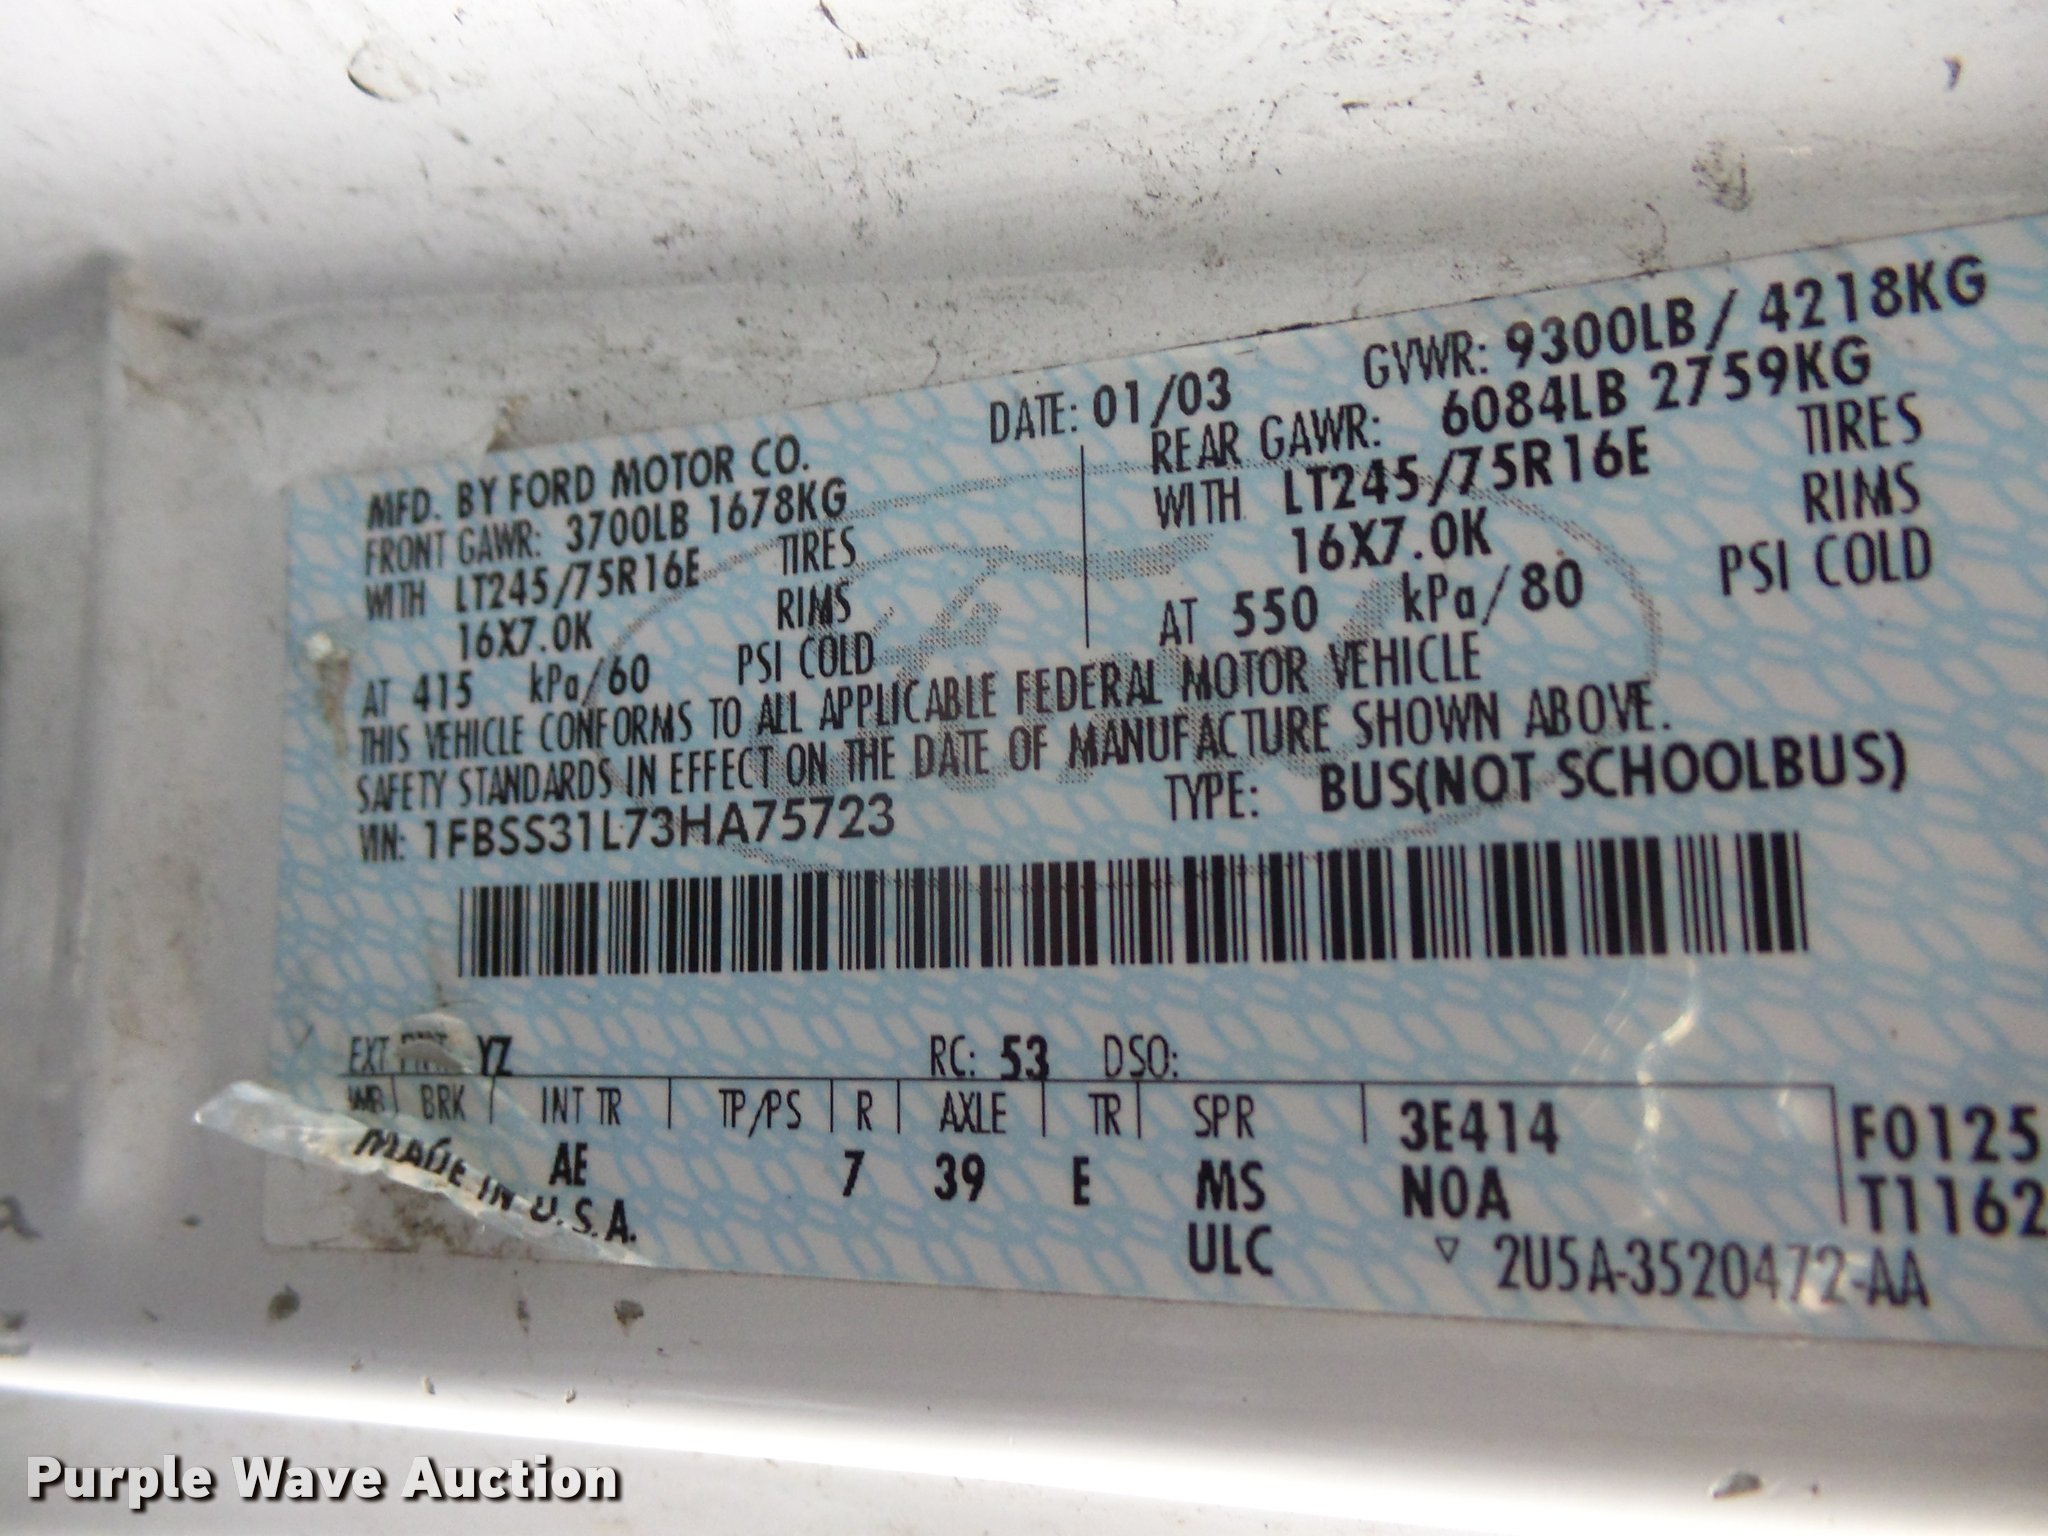 MFD. BY FORD MOTOR CO. DATE: 01/03 GVWR: 9300LB/ 4218KG
FRONT GAWR: 3700LB 1678KG REAR GAWR: 6084LB 2759KG
WITH LT245/75R16E TIRES WITH LT245/75R16E TIRES
16X7.0K RIMS 16X7.0K RIMS
AT 415 kPa/60 PSI COLD AT 550 kPa/80 PSI COLD
THIS VEHICLE CONFORMS TO ALL APPLICABLE FEDERAL MOTOR VEHICLE
SAFETY STANDARDS IN EFFECT ON THE DATE OF MANUFACTURE SHOWN ABOVE.
VIN: 1FBSS31L73HA75723 TYPE: BUS(NOT SCHOOLBUS)
EXT PNT: YZ RC: 53 DSO:
WB BRK INT TR TP/PS R AXLE TR SPR 3E414 F0125
AE 7 39 E MS N0A T1162
MADE IN U.S.A. ULC ▽ 2U5A-3520472-AA
Purple Wave Auction